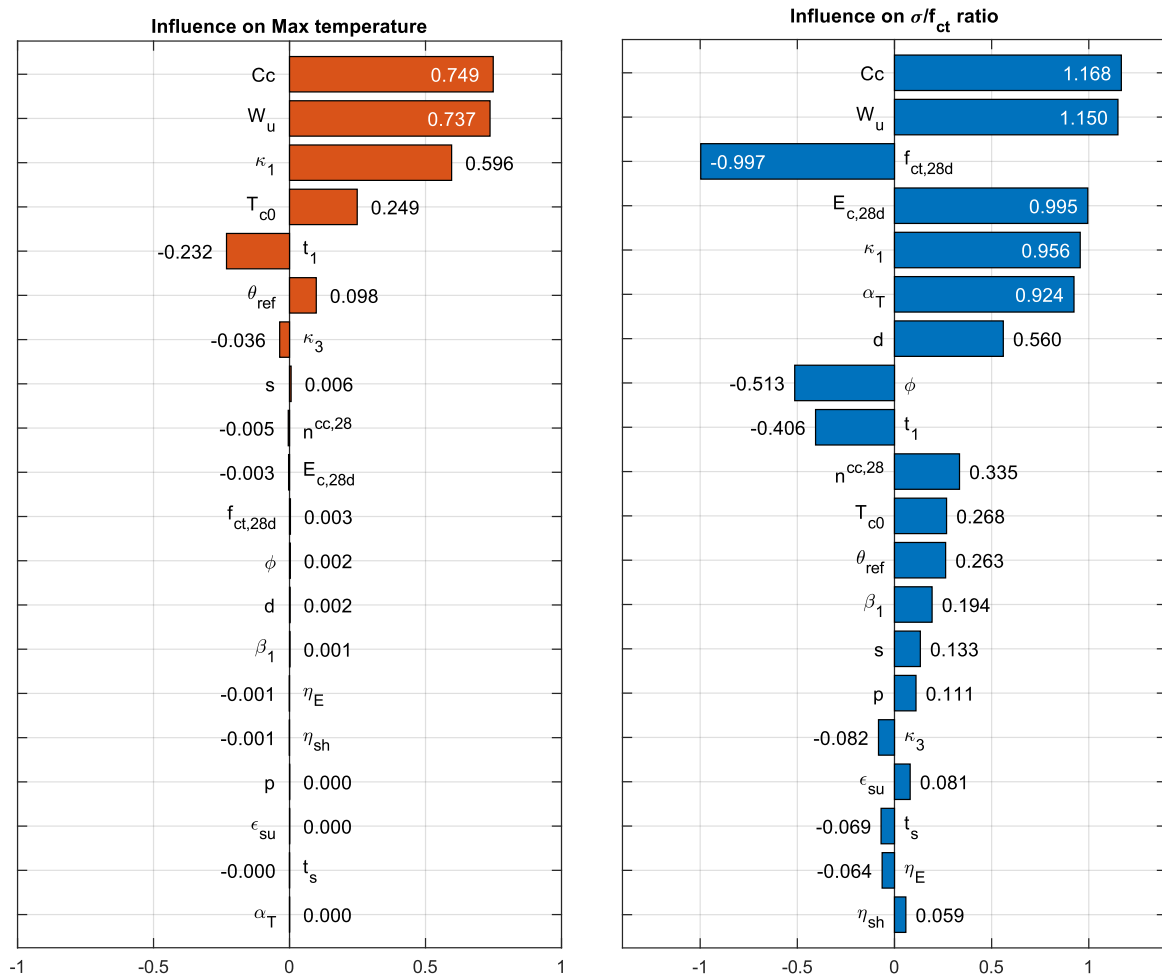 Influence on Max temperature
Cc 0.749
W_u 0.737
κ_1 0.596
T_c0 0.249
-0.232 t_1
θ_ref 0.098
-0.036 κ_3
s 0.006
-0.005 n^cc,28
-0.003 E_c,28d
f_ct,28d 0.003
ϕ 0.002
d 0.002
β_1 0.001
-0.001 η_E
-0.001 η_sh
p 0.000
ϵ_su 0.000
-0.000 t_s
α_T 0.000
-1 -0.5 0 0.5 1
Influence on σ/f_ct ratio
Cc 1.168
W_u 1.150
-0.997 f_ct,28d
E_c,28d 0.995
κ_1 0.956
α_T 0.924
d 0.560
-0.513 ϕ
-0.406 t_1
n^cc,28 0.335
T_c0 0.268
θ_ref 0.263
β_1 0.194
s 0.133
p 0.111
-0.082 κ_3
ϵ_su 0.081
-0.069 t_s
-0.064 η_E
η_sh 0.059
-1 -0.5 0 0.5 1